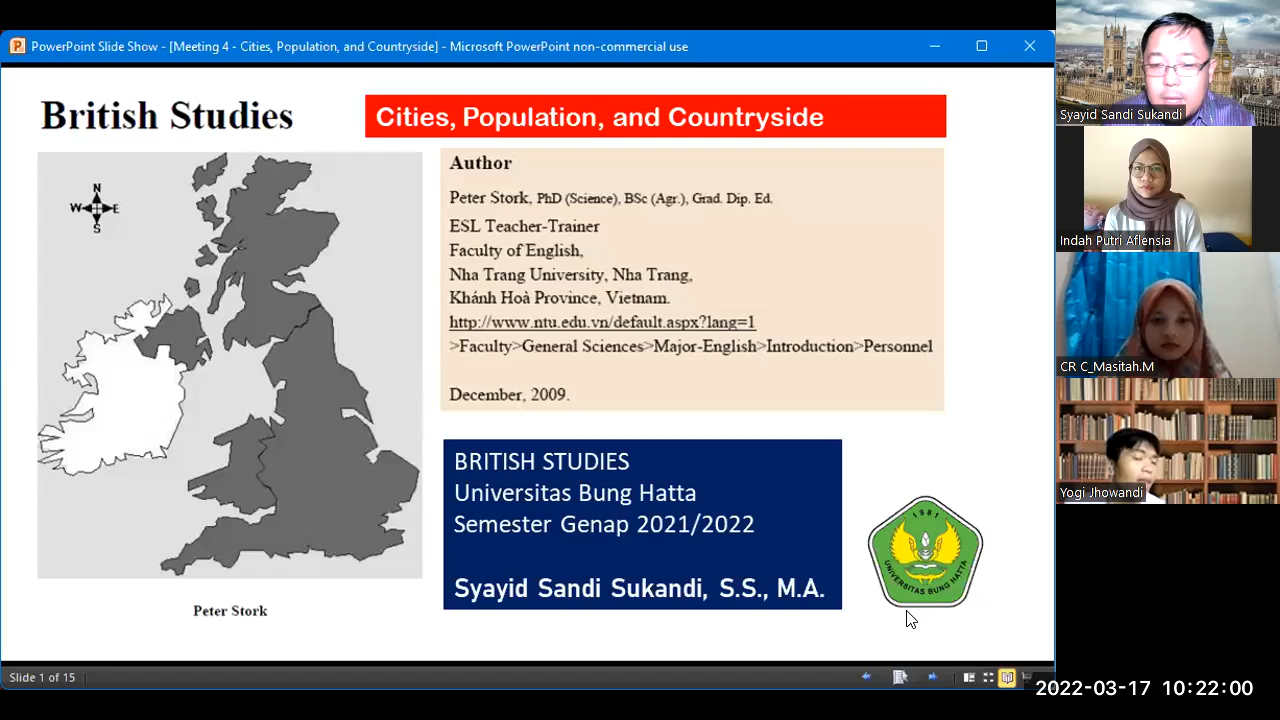 PowerPoint Slide Show - [Meeting 4 - Cities, Population, and Countryside] - Microsoft PowerPoint non-commercial use
British Studies
Cities, Population, and Countryside
N
W E
S
Author
Peter Stork, PhD (Science), BSc (Agr.), Grad. Dip. Ed.
ESL Teacher-Trainer
Faculty of English,
Nha Trang University, Nha Trang,
Khánh Hoà Province, Vietnam.
http://www.ntu.edu.vn/default.aspx?lang=1
>Faculty>General Sciences>Major-English>Introduction>Personnel
December, 2009.
BRITISH STUDIES
Universitas Bung Hatta
Semester Genap 2021/2022
Syayid Sandi Sukandi, S.S., M.A.
1981
UNIVERSITAS BUNG HATTA
Peter Stork
Slide 1 of 15
Syayid Sandi Sukandi
Indah Putri Aflensia
CR C_Masitah.M
Yogi Jhowandi
2022-03-17 10:22:00